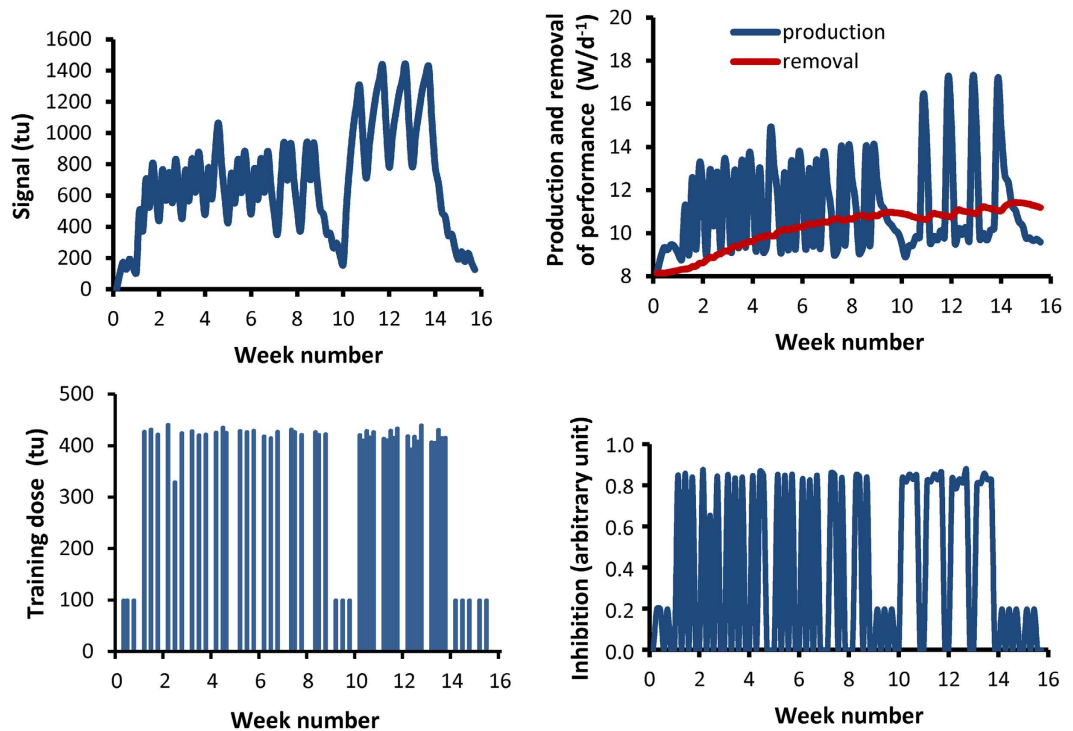 Signal (tu)
1600
1400
1200
1000
800
600
400
200
0
0 2 4 6 8 10 12 14 16
Week number
Production and removal
of performance (W/d-1)
20
18
16
14
12
10
8
production
removal
0 2 4 6 8 10 12 14 16
Week number
Training dose (tu)
500
400
300
200
100
0
0 2 4 6 8 10 12 14 16
Week number
Inhibition (arbitrary unit)
1.0
0.8
0.6
0.4
0.2
0.0
0 2 4 6 8 10 12 14 16
Week number